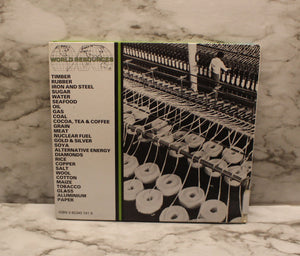 WORLD RESOURCES
TIMBER
RUBBER
IRON AND STEEL
SUGAR
WATER
SEAFOOD
OIL
GAS
COAL
COCOA, TEA & COFFEE
GRAIN
MEAT
NUCLEAR FUEL
GOLD & SILVER
SOYA
ALTERNATIVE ENERGY
DIAMONDS
RICE
COPPER
SALT
WOOL
COTTON
MAIZE
TOBACCO
GLASS
ALUMINIUM
PAPER